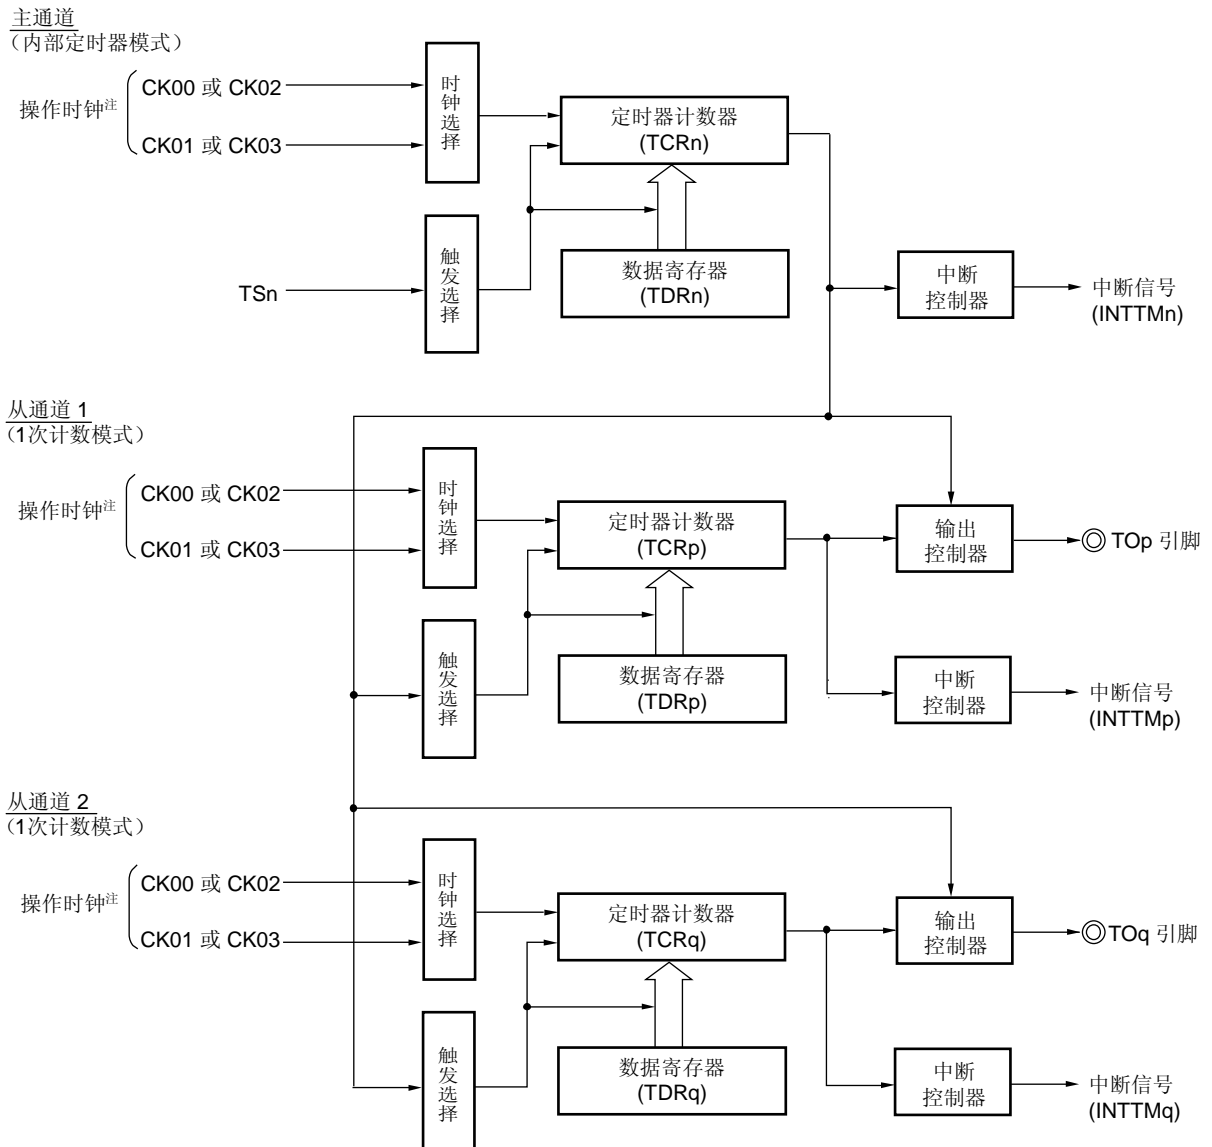 主通道
（内部定时器模式）
操作时钟注
CK00 或 CK02
CK01 或 CK03
时钟选择
定时器计数器
(TCRn)
TSn
触发选择
数据寄存器
(TDRn)
中断
控制器
中断信号
(INTTMn)
从通道 1
（1次计数模式）
操作时钟注
CK00 或 CK02
CK01 或 CK03
时钟选择
定时器计数器
(TCRp)
输出
控制器
TOp 引脚
触发选择
数据寄存器
(TDRp)
中断
控制器
中断信号
(INTTMp)
从通道 2
（1次计数模式）
操作时钟注
CK00 或 CK02
CK01 或 CK03
时钟选择
定时器计数器
(TCRq)
输出
控制器
TOq 引脚
触发选择
数据寄存器
(TDRq)
中断
控制器
中断信号
(INTTMq)